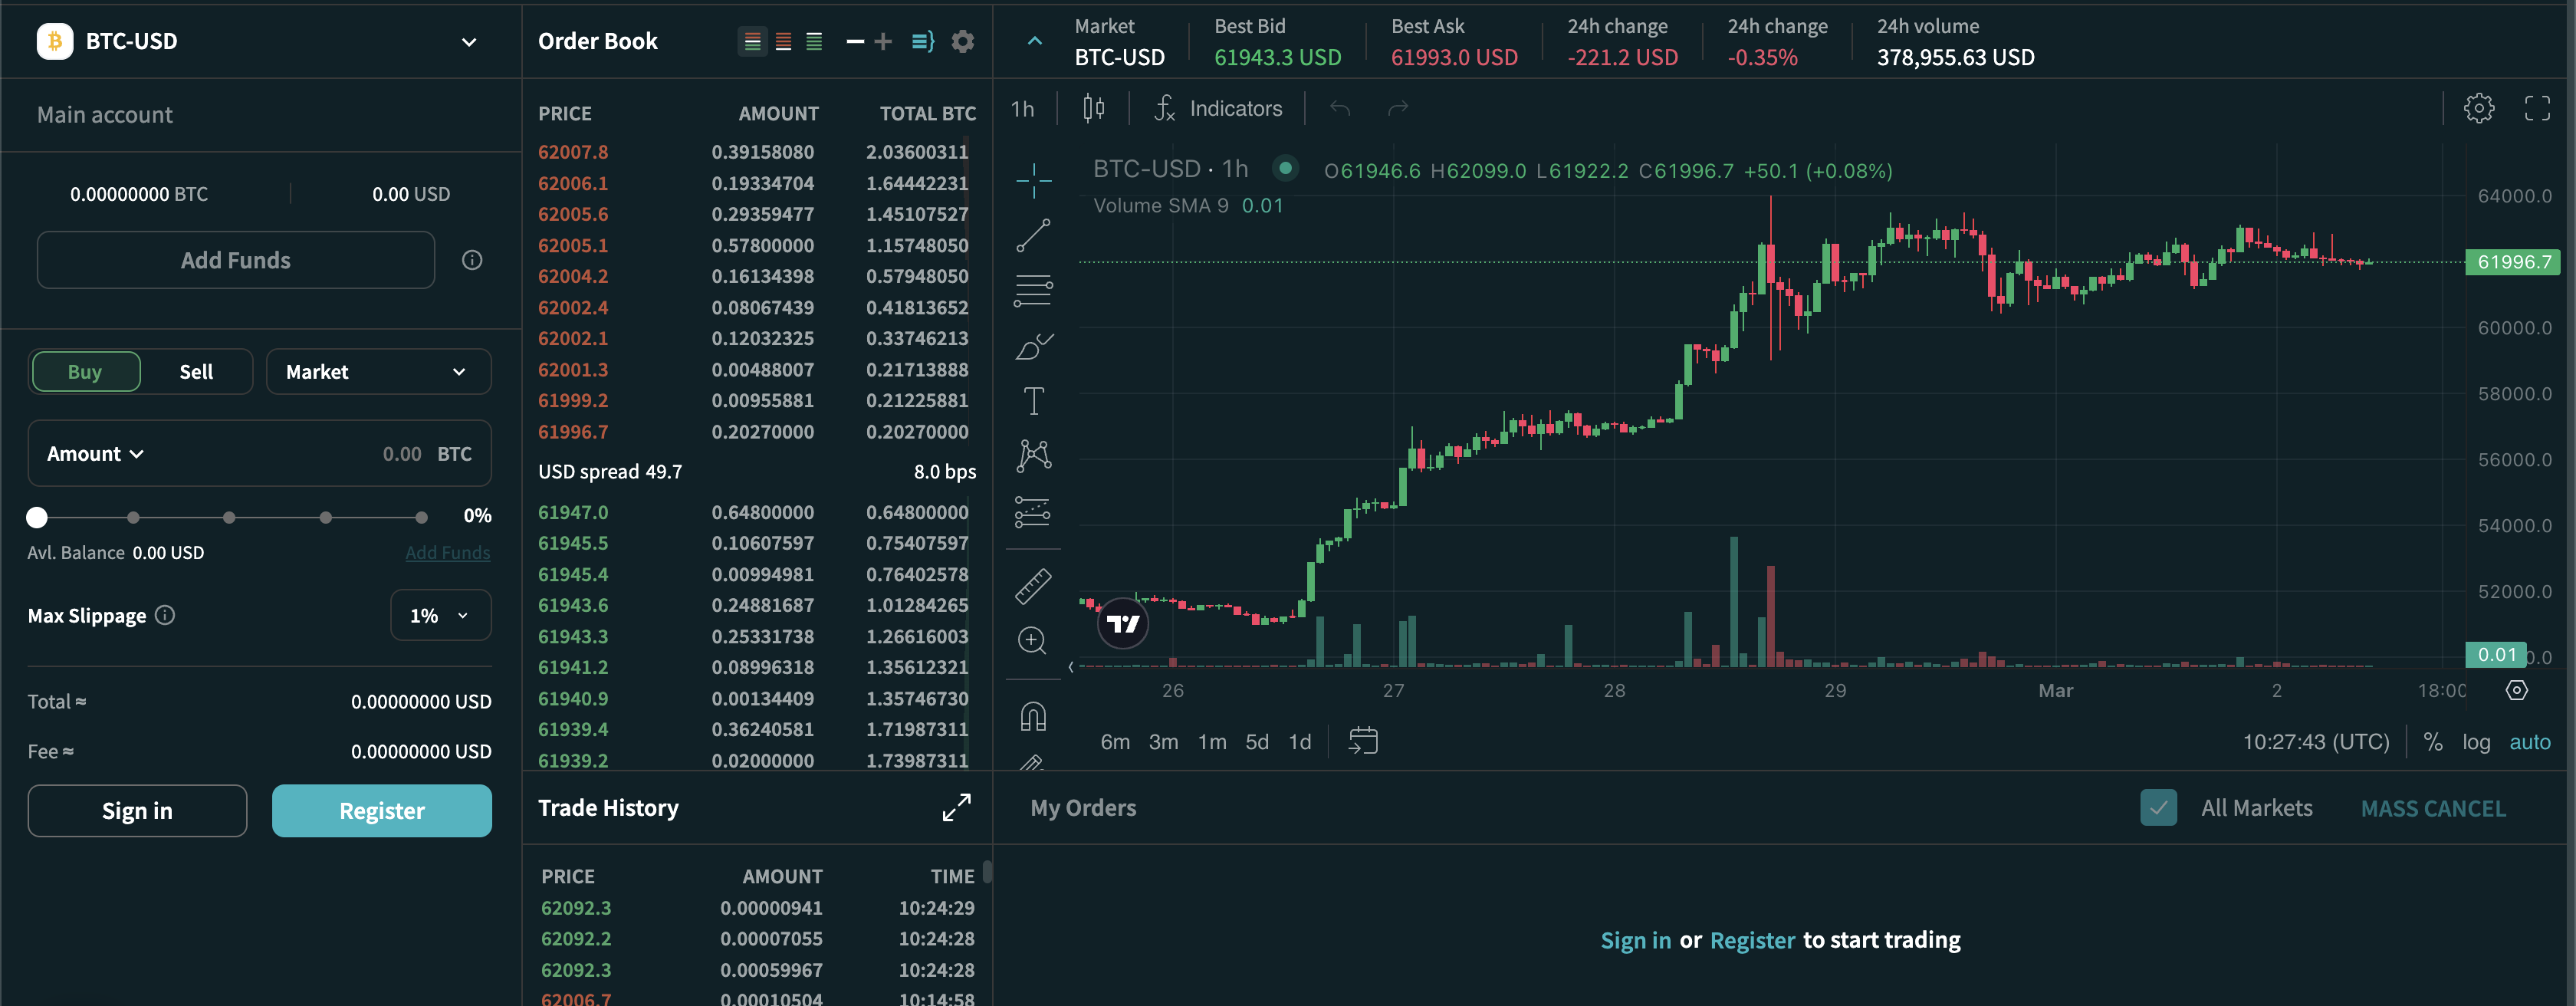 BTC-USD
Main account
0.00000000 BTC
0.00 USD
Add Funds
Buy
Sell
Market
Amount
0.00 BTC
0%
Avl. Balance 0.00 USD
Add Funds
Max Slippage
1%
Total ≈ 0.00000000 USD
Fee ≈ 0.00000000 USD
Sign in
Register
Order Book
PRICE AMOUNT TOTAL BTC
62007.8 0.39158080 2.03600311
62006.1 0.19334704 1.64442231
62005.6 0.29359477 1.45107527
62005.1 0.57800000 1.15748050
62004.2 0.16134398 0.57948050
62002.4 0.08067439 0.41813652
62002.1 0.12032325 0.33746213
62001.3 0.00488007 0.21713888
61999.2 0.00955881 0.21225881
61996.7 0.20270000 0.20270000
USD spread 49.7 8.0 bps
61947.0 0.64800000 0.64800000
61945.5 0.10607597 0.75407597
61945.4 0.00994981 0.76402578
61943.6 0.24881687 1.01284265
61943.3 0.25331738 1.26616003
61941.2 0.08996318 1.35612321
61940.9 0.00134409 1.35746730
61939.4 0.36240581 1.71987311
61939.2 0.02000000 1.73987311
Trade History
PRICE AMOUNT TIME
62092.3 0.00000941 10:24:29
62092.2 0.00007055 10:24:28
62092.3 0.00059967 10:24:28
62006.7 0.00010504 10:14:58
Market
BTC-USD
Best Bid
61943.3 USD
Best Ask
61993.0 USD
24h change
-221.2 USD
24h change
-0.35%
24h volume
378,955.63 USD
1h
Indicators
BTC-USD · 1h O61946.6 H62099.0 L61922.2 C61996.7 +50.1 (+0.08%)
Volume SMA 9 0.01
64000.0
61996.7
60000.0
58000.0
56000.0
54000.0
52000.0
0.01
26 27 28 29 Mar 2 18:00
6m 3m 1m 5d 1d
10:27:43 (UTC) % log auto
My Orders
All Markets
MASS CANCEL
Sign in or Register to start trading